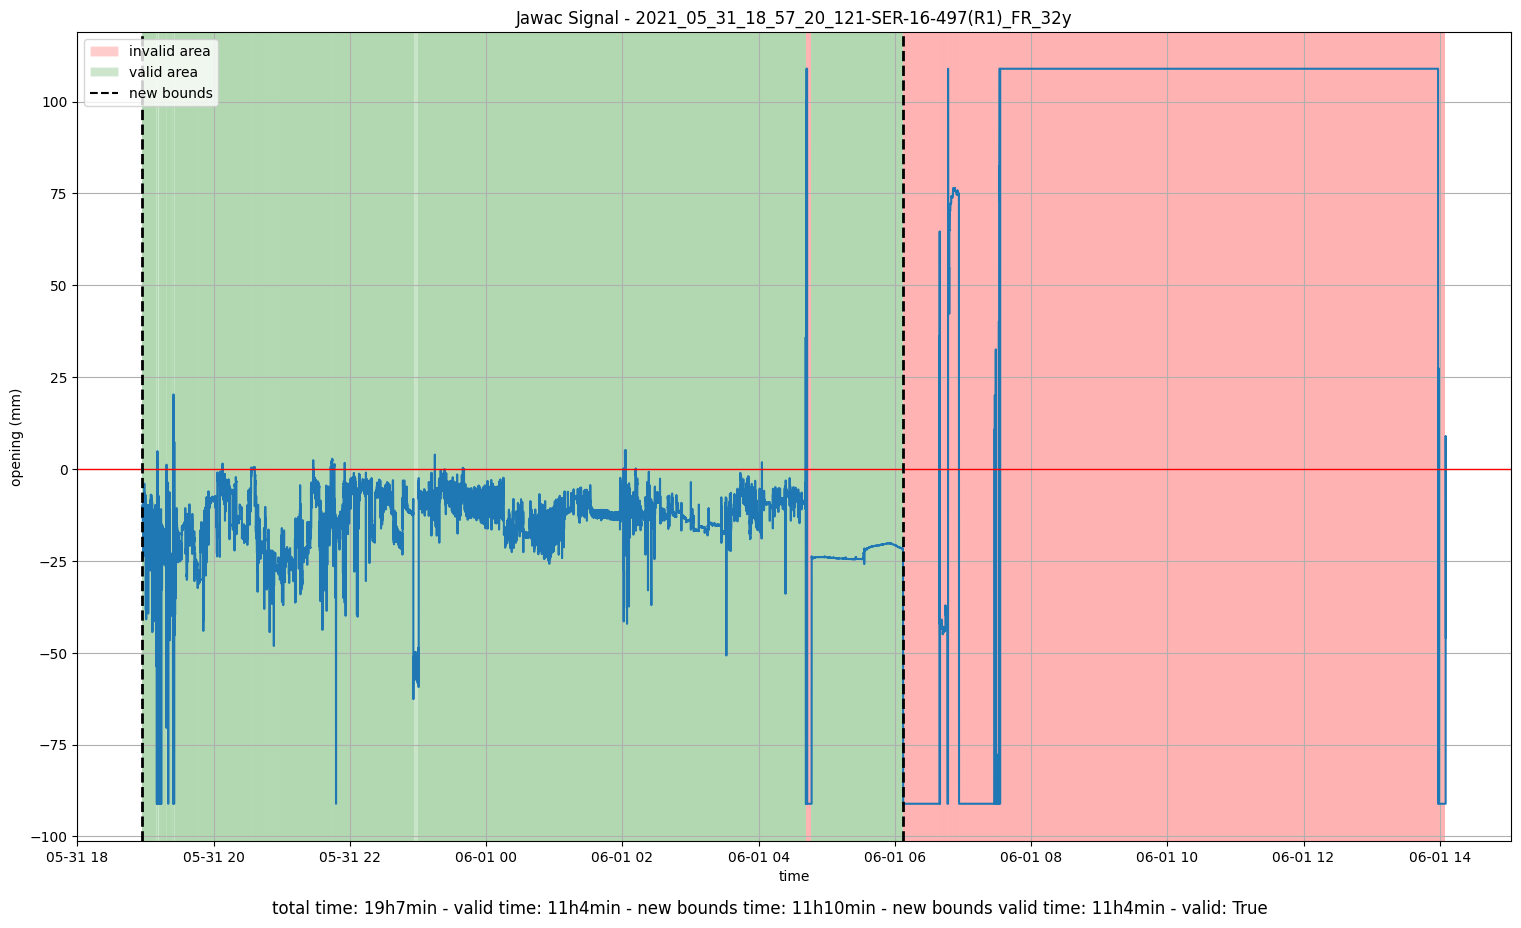 Jawac Signal - 2021_05_31_18_57_20_121-SER-16-497(R1)_FR_32y
invalid area
valid area
new bounds
100
75
50
25
0
−25
−50
−75
−100
opening (mm)
05-31 18
05-31 20
05-31 22
06-01 00
06-01 02
06-01 04
06-01 06
06-01 08
06-01 10
06-01 12
06-01 14
time
total time: 19h7min - valid time: 11h4min - new bounds time: 11h10min - new bounds valid time: 11h4min - valid: True